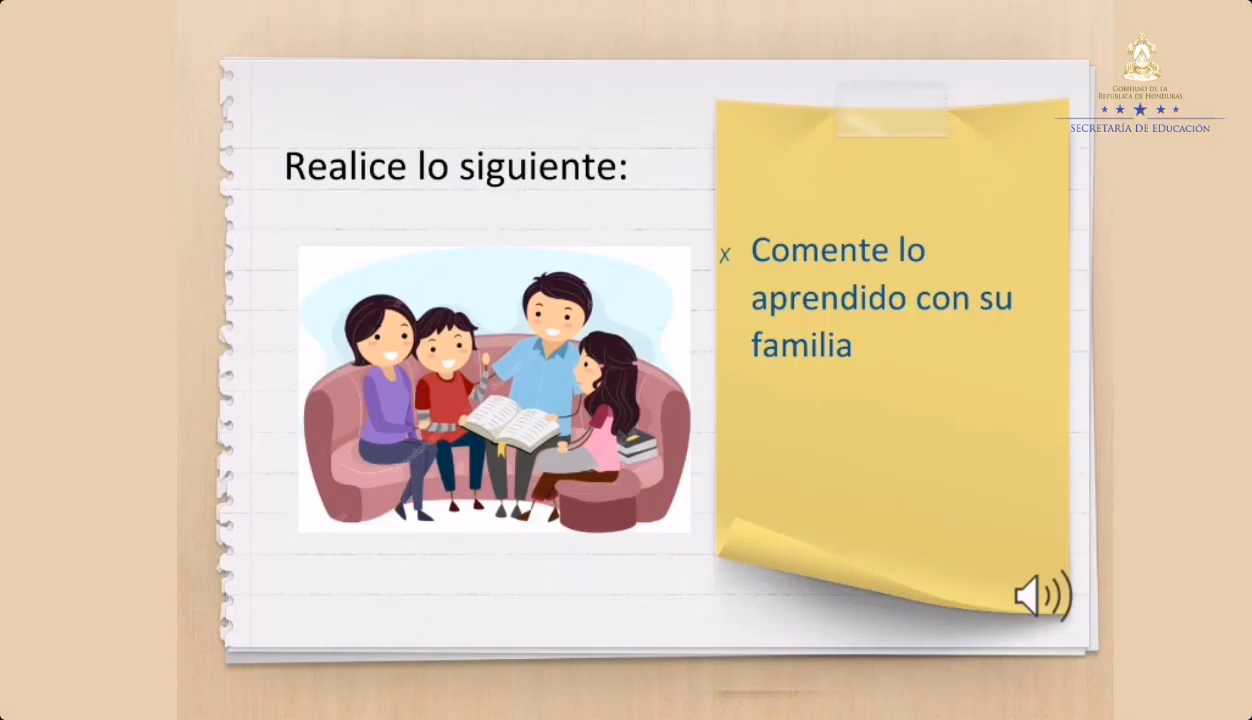 GOBIERNO DE LA
REPÚBLICA DE HONDURAS
SECRETARÍA DE EDUCACIÓN
Realice lo siguiente:
x Comente lo
aprendido con su
familia